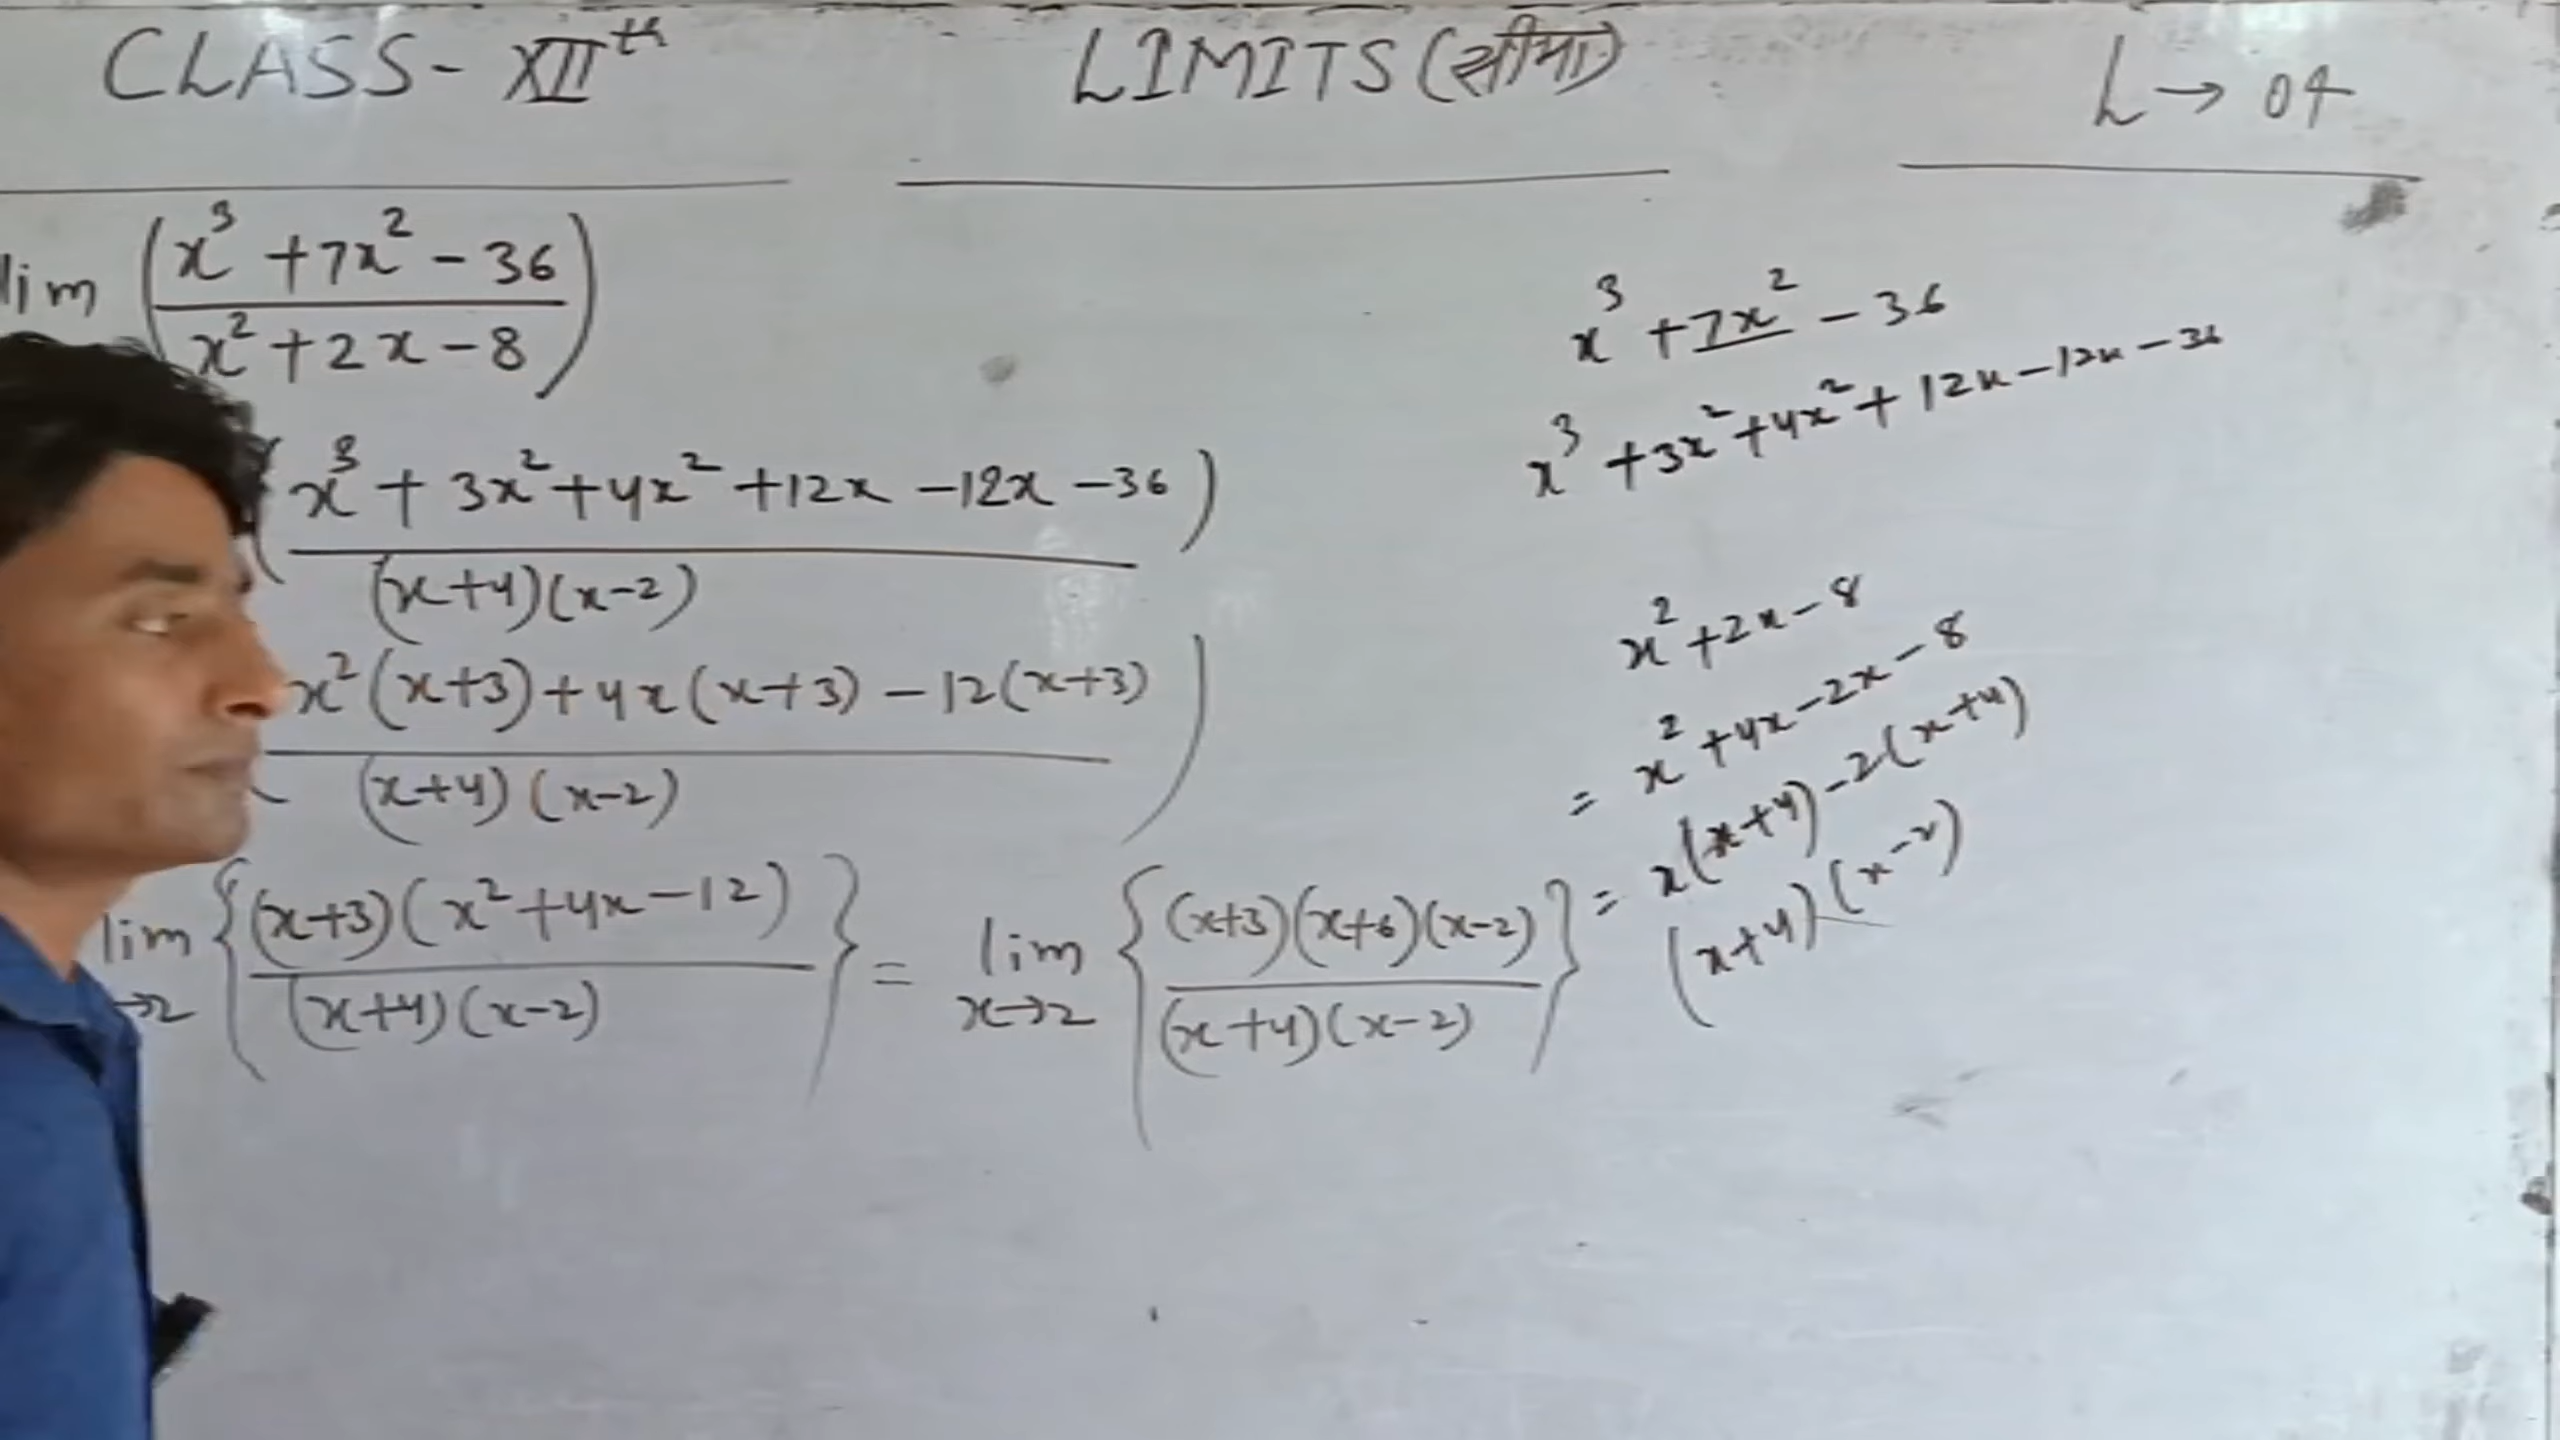 CLASS- XIIth
LIMITS (सीमा)
L → 04
lim (x³ + 7x² - 36 / x² + 2x - 8)
(x³ + 3x² + 4x² + 12x - 12x - 36 / (x+4)(x-2))
x²(x+3) + 4x(x+3) - 12(x+3) / (x+4)(x-2))
lim →2 {(x+3)(x² + 4x - 12) / (x+4)(x-2)} = lim x→2 {(x+3)(x+6)(x-2) / (x+4)(x-2)}
x³ + 7x² - 36
x³ + 3x² + 4x² + 12x - 12x - 36
x² + 2x - 8
= x² + 4x - 2x - 8
= x(x+4) - 2(x+4)
(x+4)(x-2)